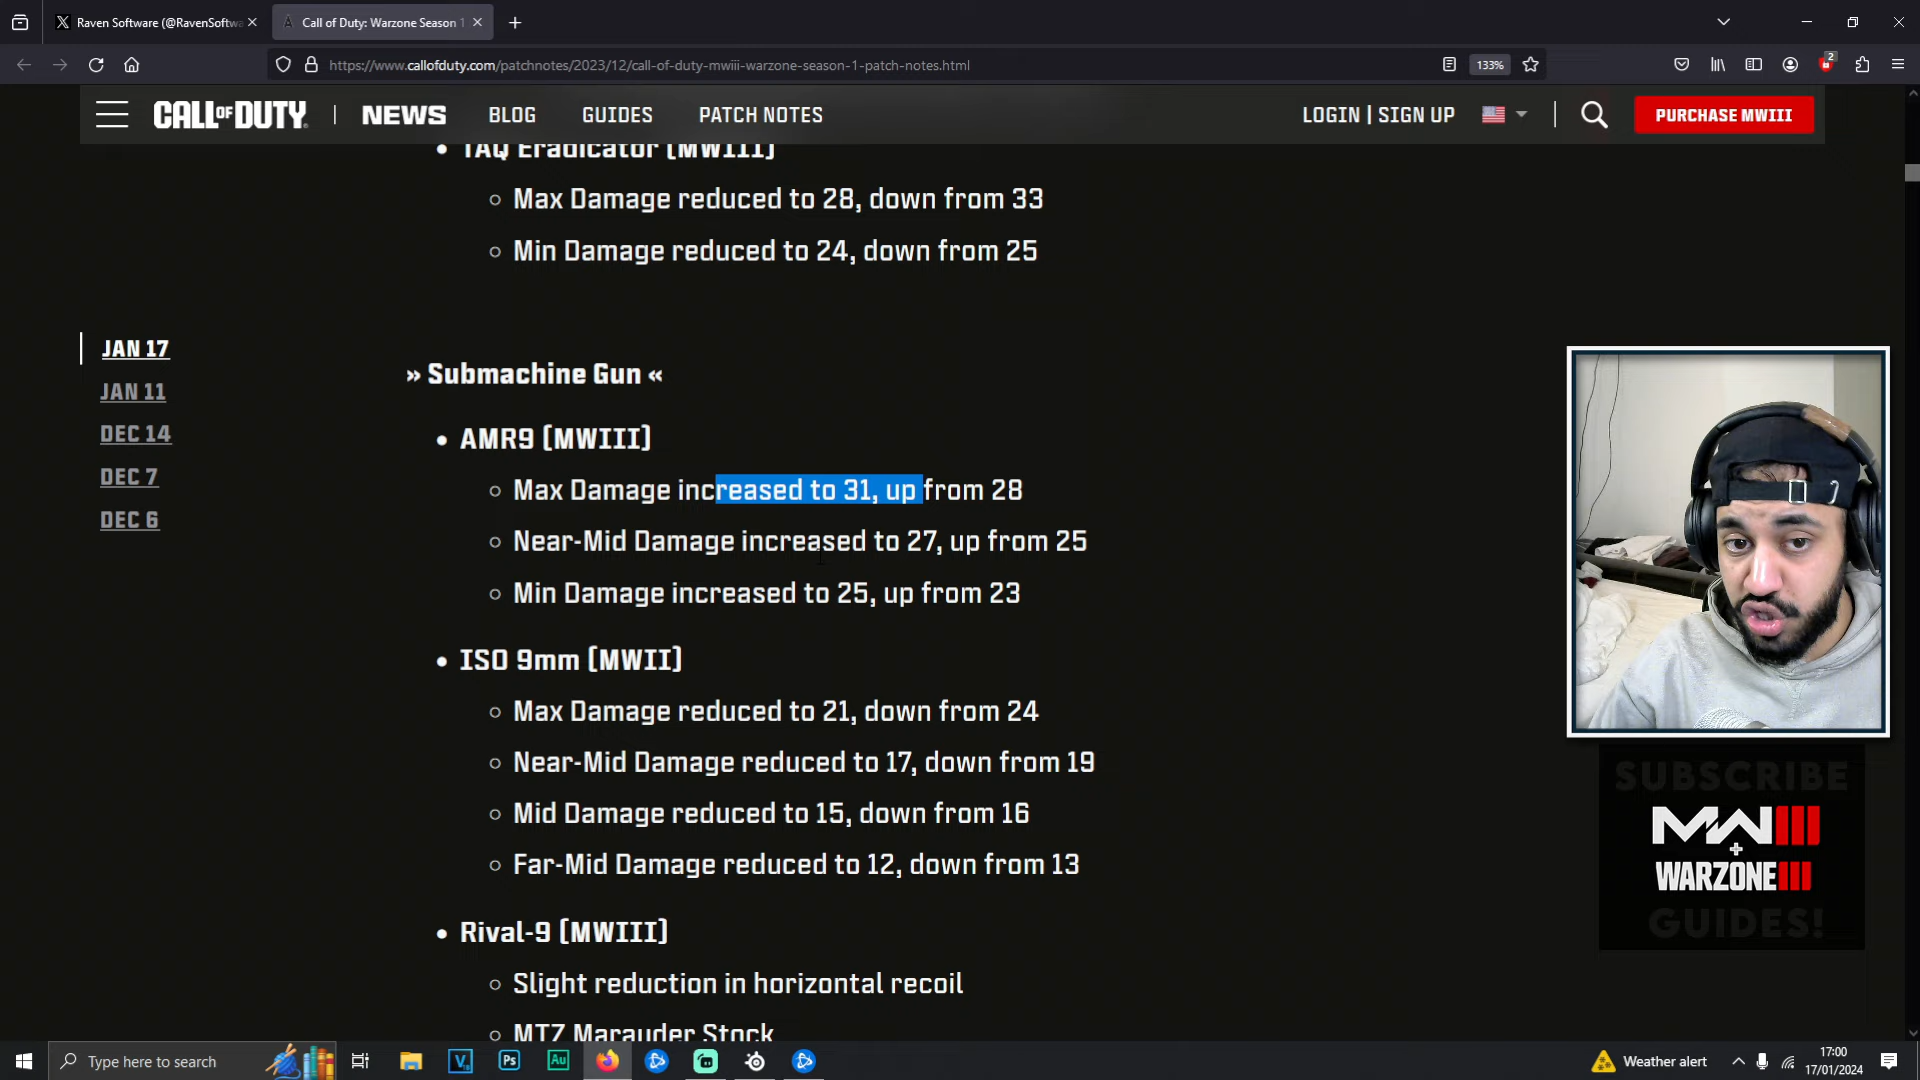 Raven Software (@RavenSoftwa
Call of Duty: Warzone Season 1
https://www.callofduty.com/patchnotes/2023/12/call-of-duty-mwiii-warzone-season-1-patch-notes.html
133%
2
CALL OF DUTY
NEWS
BLOG
GUIDES
PATCH NOTES
LOGIN | SIGN UP
PURCHASE MWIII
TAQ Eradicator (MWIII)
Max Damage reduced to 28, down from 33
Min Damage reduced to 24, down from 25
JAN 17
JAN 11
DEC 14
DEC 7
DEC 6
» Submachine Gun «
AMR9 (MWIII)
Max Damage increased to 31, up from 28
Near-Mid Damage increased to 27, up from 25
Min Damage increased to 25, up from 23
ISO 9mm (MWII)
Max Damage reduced to 21, down from 24
Near-Mid Damage reduced to 17, down from 19
Mid Damage reduced to 15, down from 16
Far-Mid Damage reduced to 12, down from 13
Rival-9 (MWIII)
Slight reduction in horizontal recoil
MTZ Marauder Stock
SUBSCRIBE
MWIII
+
WARZONE III
GUIDES!
Type here to search
V
Ps
Au
Weather alert
17:00
17/01/2024